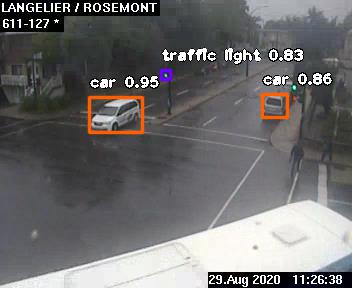 LANGELIER / ROSEMONT
611-127 *
traffic light 0.83
car 0.95
car 0.86
29.Aug 2020 11:26:38